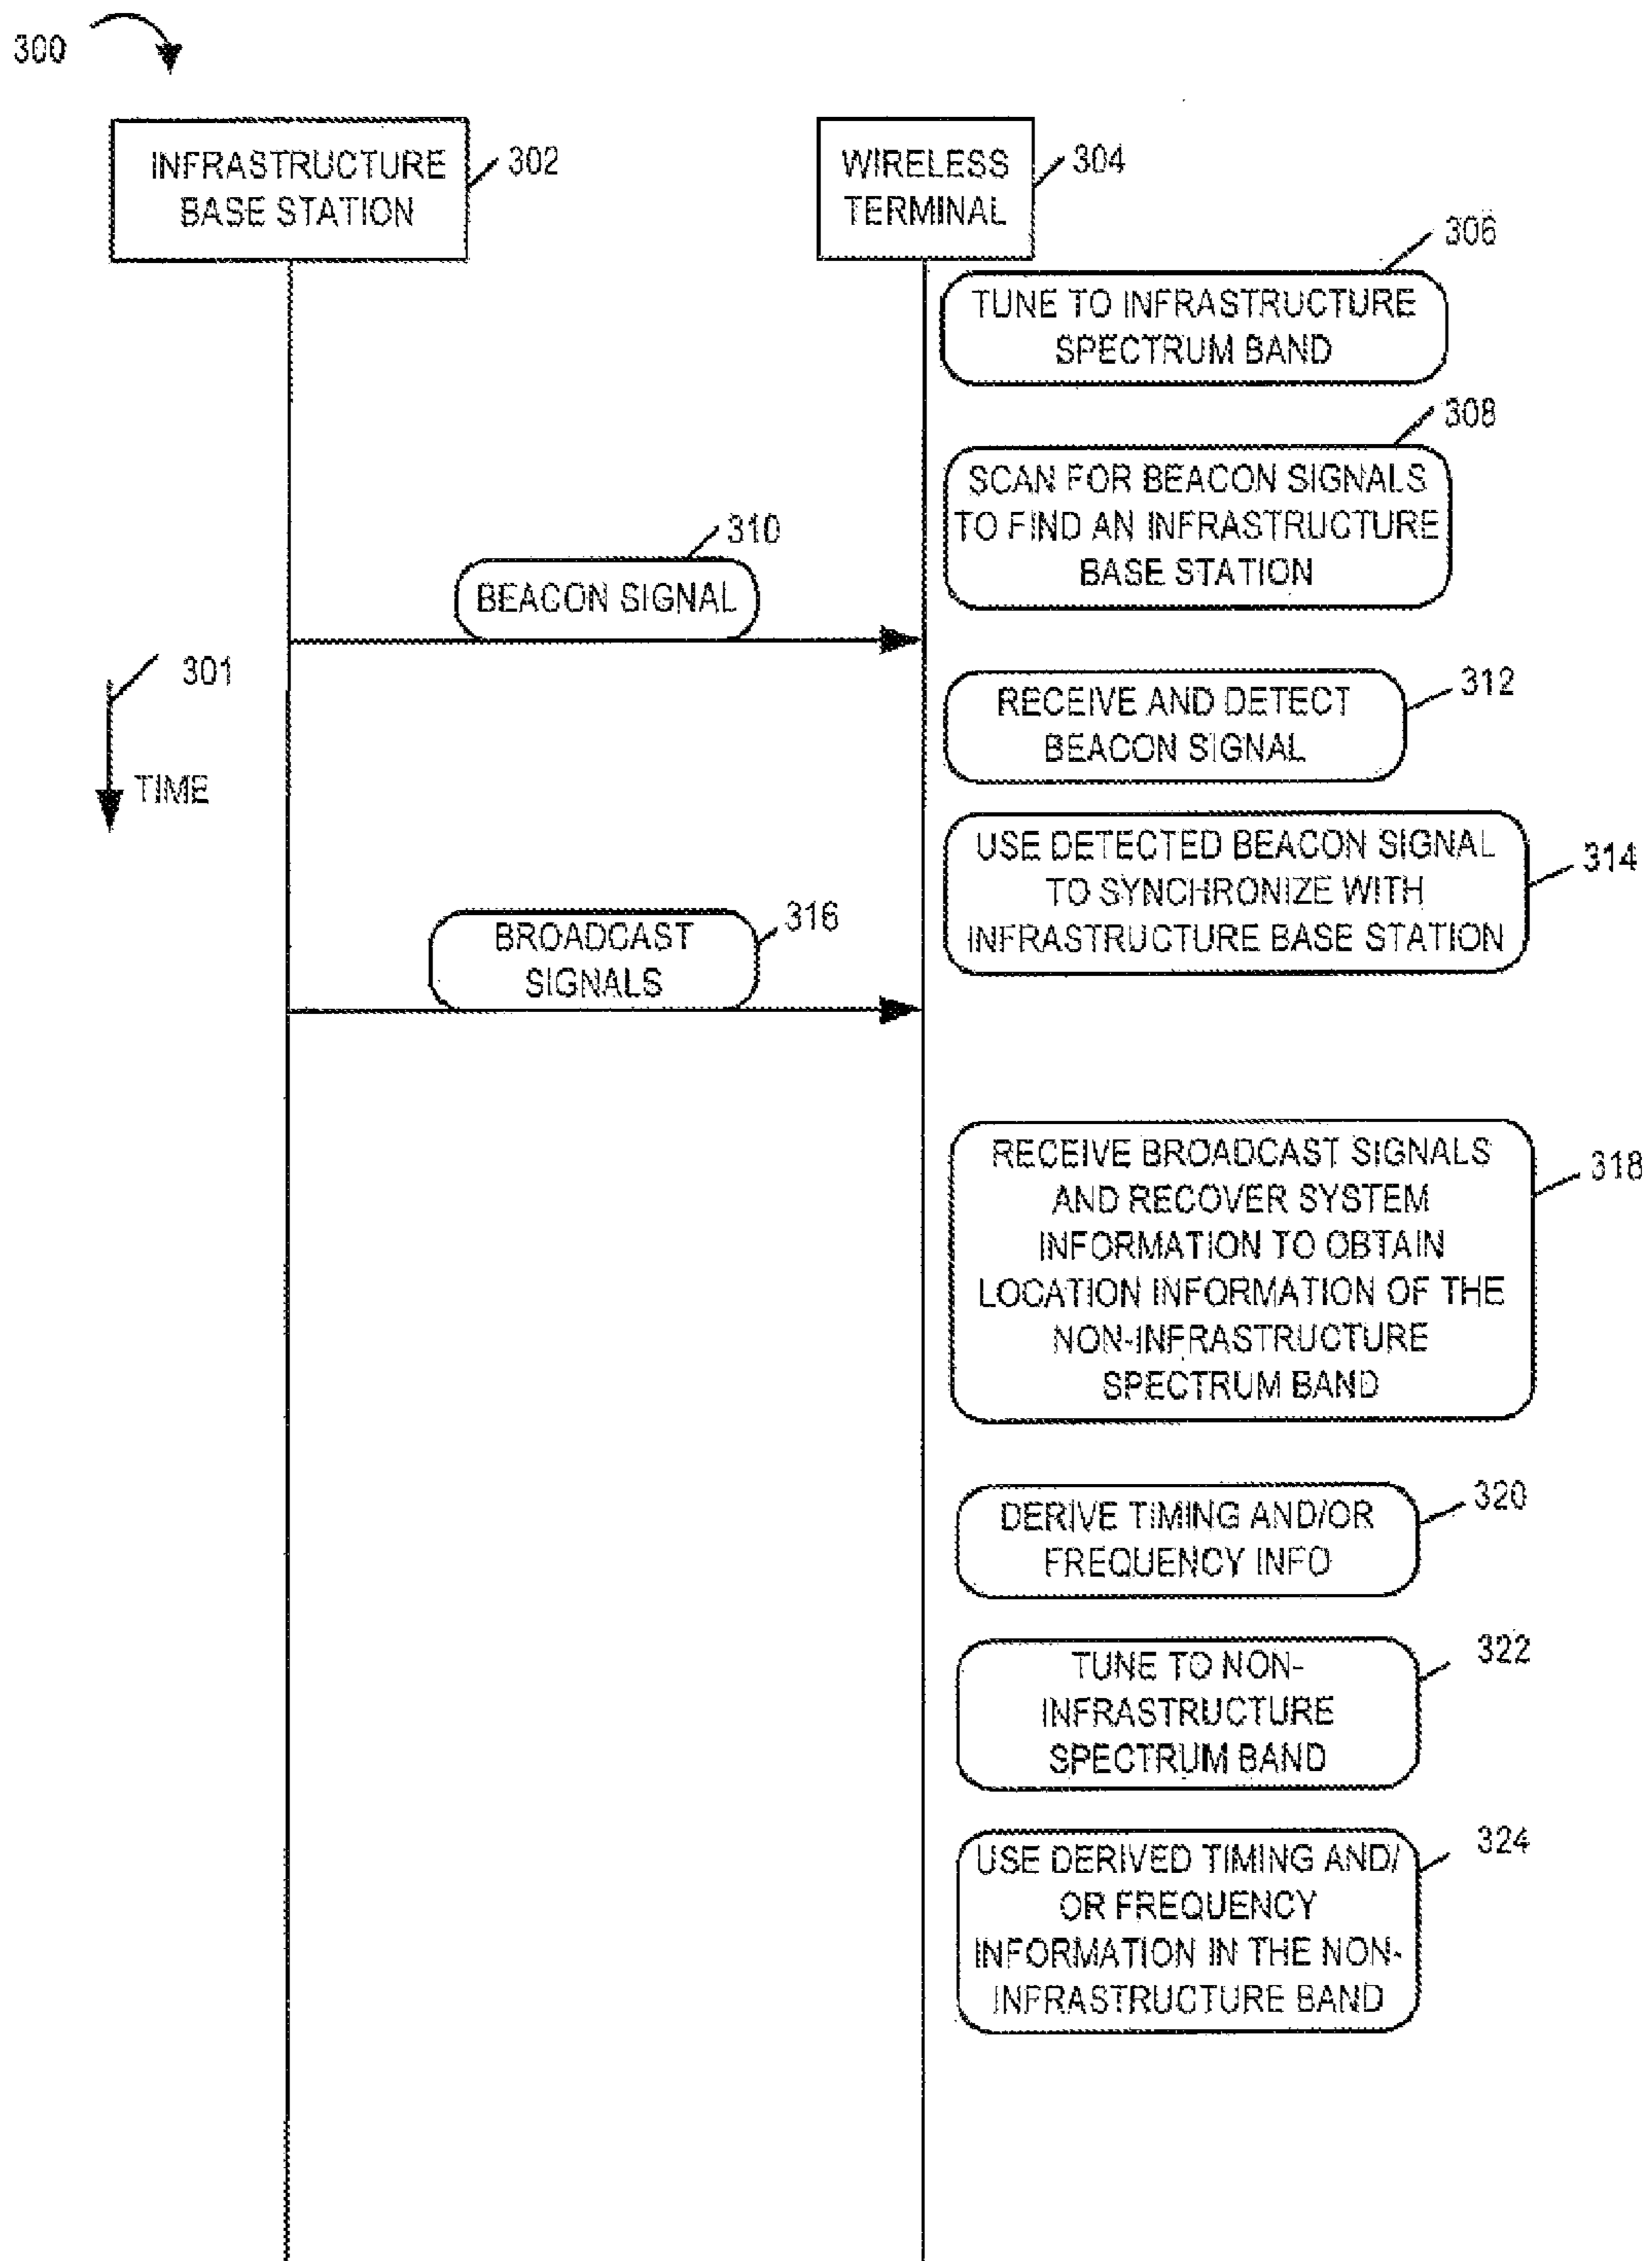 300
INFRASTRUCTURE
BASE STATION
302
WIRELESS
TERMINAL
304
306
TUNE TO INFRASTRUCTURE
SPECTRUM BAND
308
SCAN FOR BEACON SIGNALS
TO FIND AN INFRASTRUCTURE
BASE STATION
310
BEACON SIGNAL
301
TIME
312
RECEIVE AND DETECT
BEACON SIGNAL
314
USE DETECTED BEACON SIGNAL
TO SYNCHRONIZE WITH
INFRASTRUCTURE BASE STATION
316
BROADCAST
SIGNALS
318
RECEIVE BROADCAST SIGNALS
AND RECOVER SYSTEM
INFORMATION TO OBTAIN
LOCATION INFORMATION OF THE
NON-INFRASTRUCTURE
SPECTRUM BAND
320
DERIVE TIMING AND/OR
FREQUENCY INFO
322
TUNE TO NON-
INFRASTRUCTURE
SPECTRUM BAND
324
USE DERIVED TIMING AND/
OR FREQUENCY
INFORMATION IN THE NON-
INFRASTRUCTURE BAND